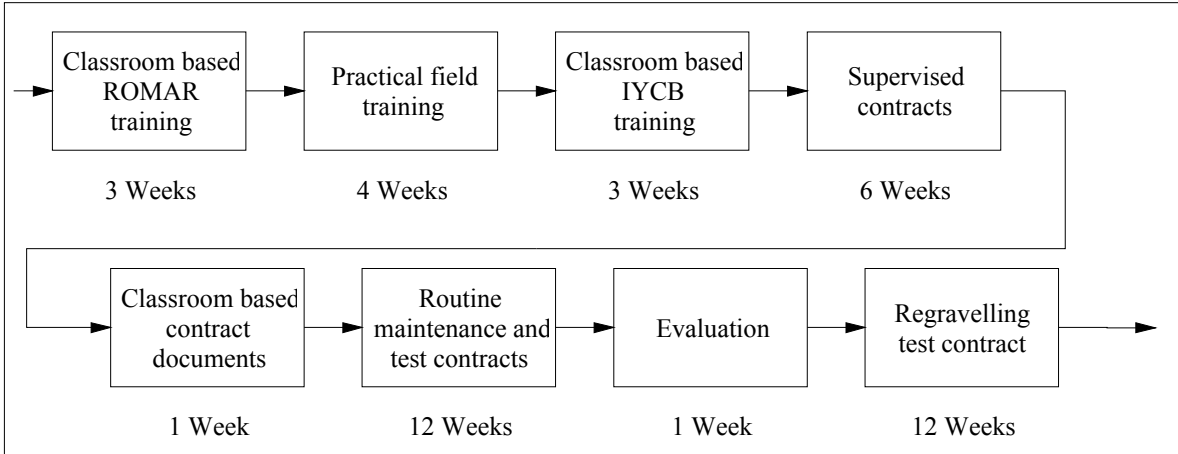 Classroom based
ROMAR
training
3 Weeks
Practical field
training
4 Weeks
Classroom based
IYCB
training
3 Weeks
Supervised
contracts
6 Weeks
Classroom based
contract
documents
1 Week
Routine
maintenance and
test contracts
12 Weeks
Evaluation
1 Week
Regravelling
test contract
12 Weeks